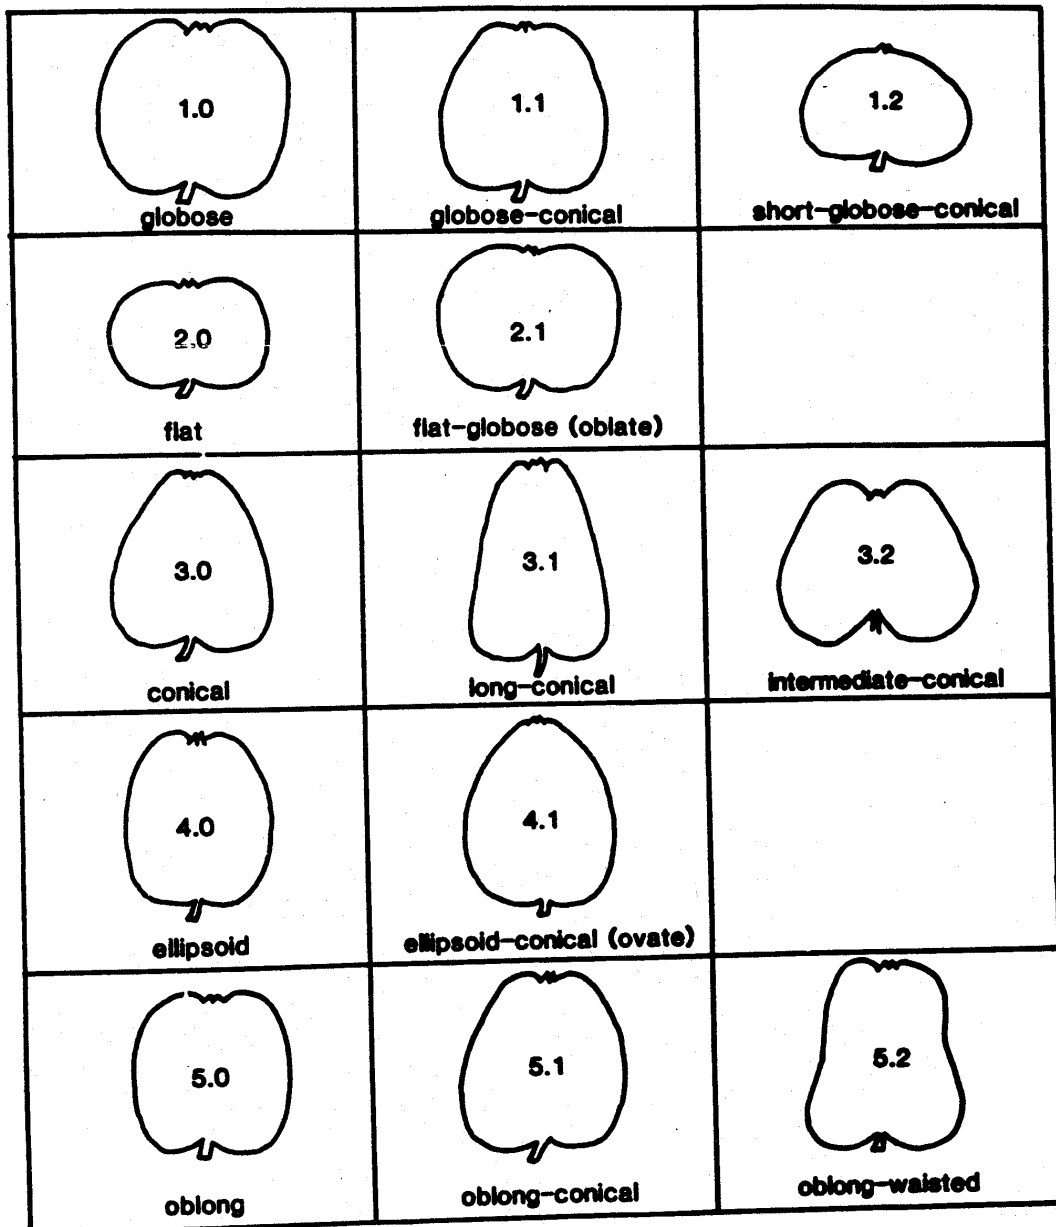 1.0
globose
1.1
globose-conical
1.2
short-globose-conical
2.0
flat
2.1
flat-globose (oblate)
3.0
conical
3.1
long-conical
3.2
intermediate-conical
4.0
ellipsoid
4.1
ellipsoid-conical (ovate)
5.0
oblong
5.1
oblong-conical
5.2
oblong-waisted